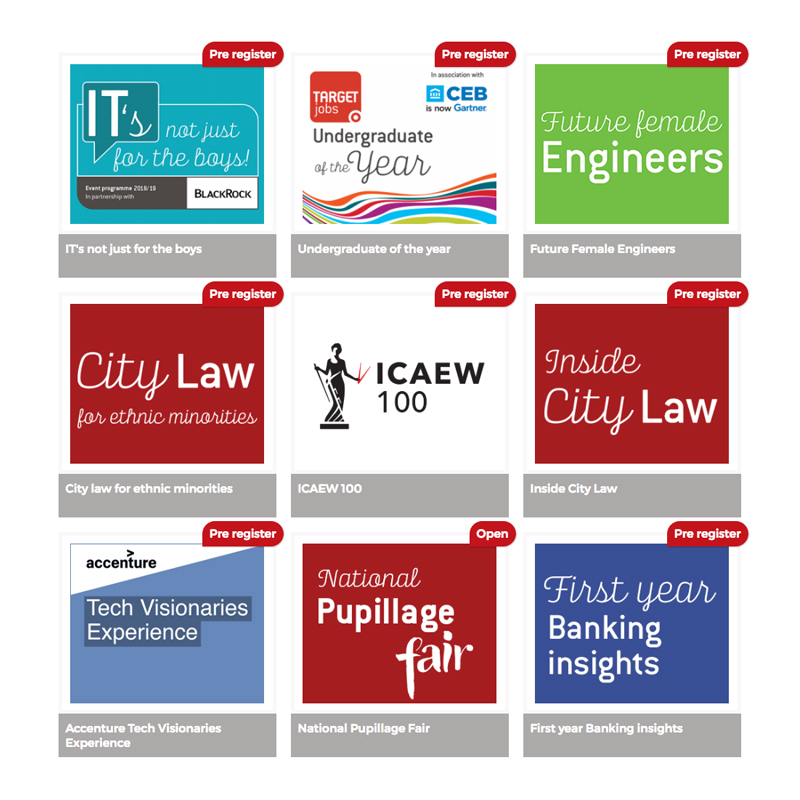 Pre register
IT's
not just
for the boys!
Event programme 2018/19
In partnership with
BLACKROCK
IT's not just for the boys
Pre register
In association with
TARGET
jobs
CEB
is now Gartner
Undergraduate
of the Year
Undergraduate of the year
Pre register
Future female
Engineers
Future Female Engineers
Pre register
City Law
for ethnic minorities
City law for ethnic minorities
Pre register
ICAEW
100
ICAEW 100
Pre register
Inside
City Law
Inside City Law
Pre register
accenture
Tech Visionaries
Experience
Accenture Tech Visionaries
Experience
Open
National
Pupillage
fair
National Pupillage Fair
Pre register
First year
Banking
insights
First year Banking insights